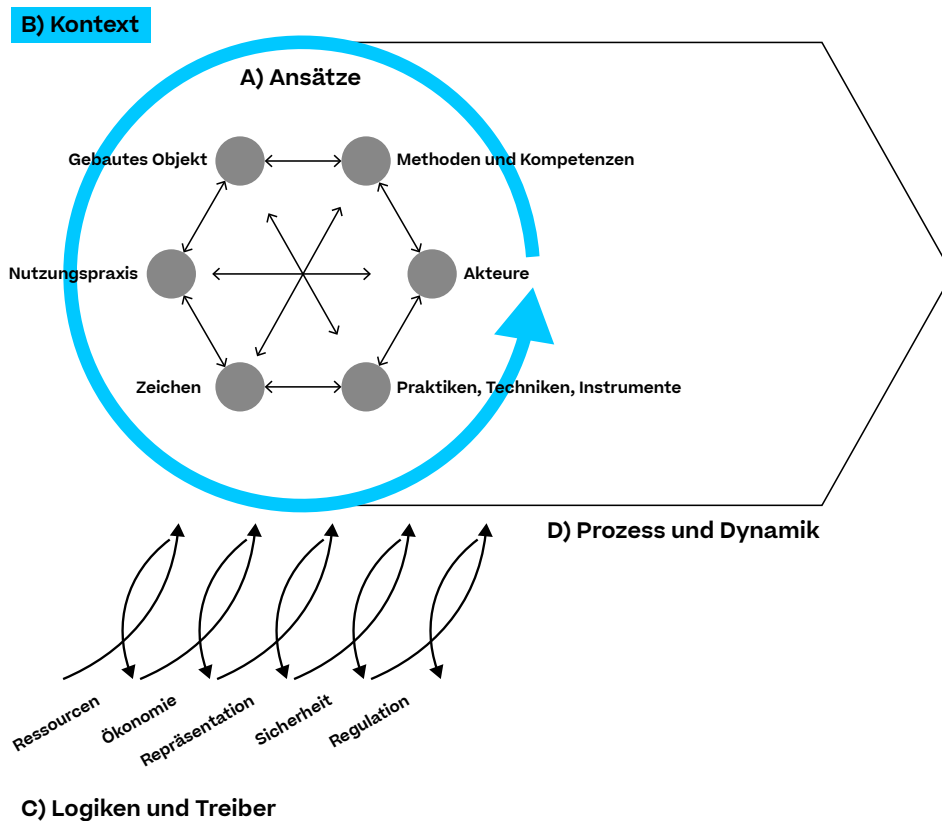 B) Kontext
A) Ansätze
Gebautes Objekt
Methoden und Kompetenzen
Nutzungspraxis
Akteure
Zeichen
Praktiken, Techniken, Instrumente
D) Prozess und Dynamik
Ressourcen
Ökonomie
Repräsentation
Sicherheit
Regulation
C) Logiken und Treiber